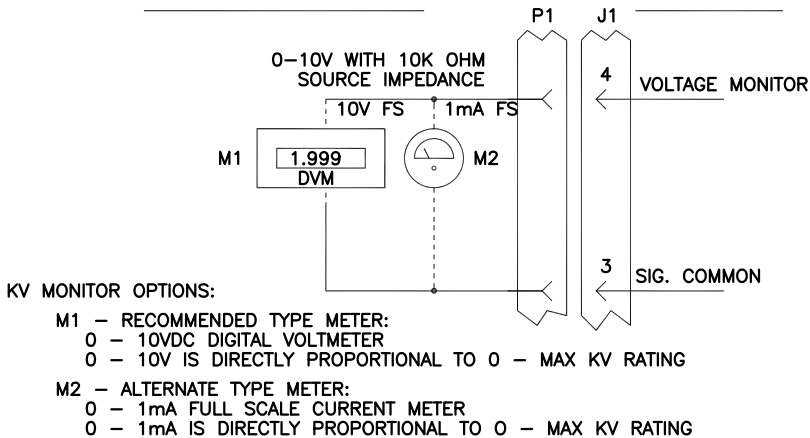 P1 J1
0-10V WITH 10K OHM
SOURCE IMPEDANCE
4
VOLTAGE MONITOR
10V FS 1mA FS
M1 1.999 M2
DVM
3
SIG. COMMON
KV MONITOR OPTIONS:
M1 - RECOMMENDED TYPE METER:
0 - 10VDC DIGITAL VOLTMETER
0 - 10V IS DIRECTLY PROPORTIONAL TO 0 - MAX KV RATING
M2 - ALTERNATE TYPE METER:
0 - 1mA FULL SCALE CURRENT METER
0 - 1mA IS DIRECTLY PROPORTIONAL TO O - MAX KV RATING